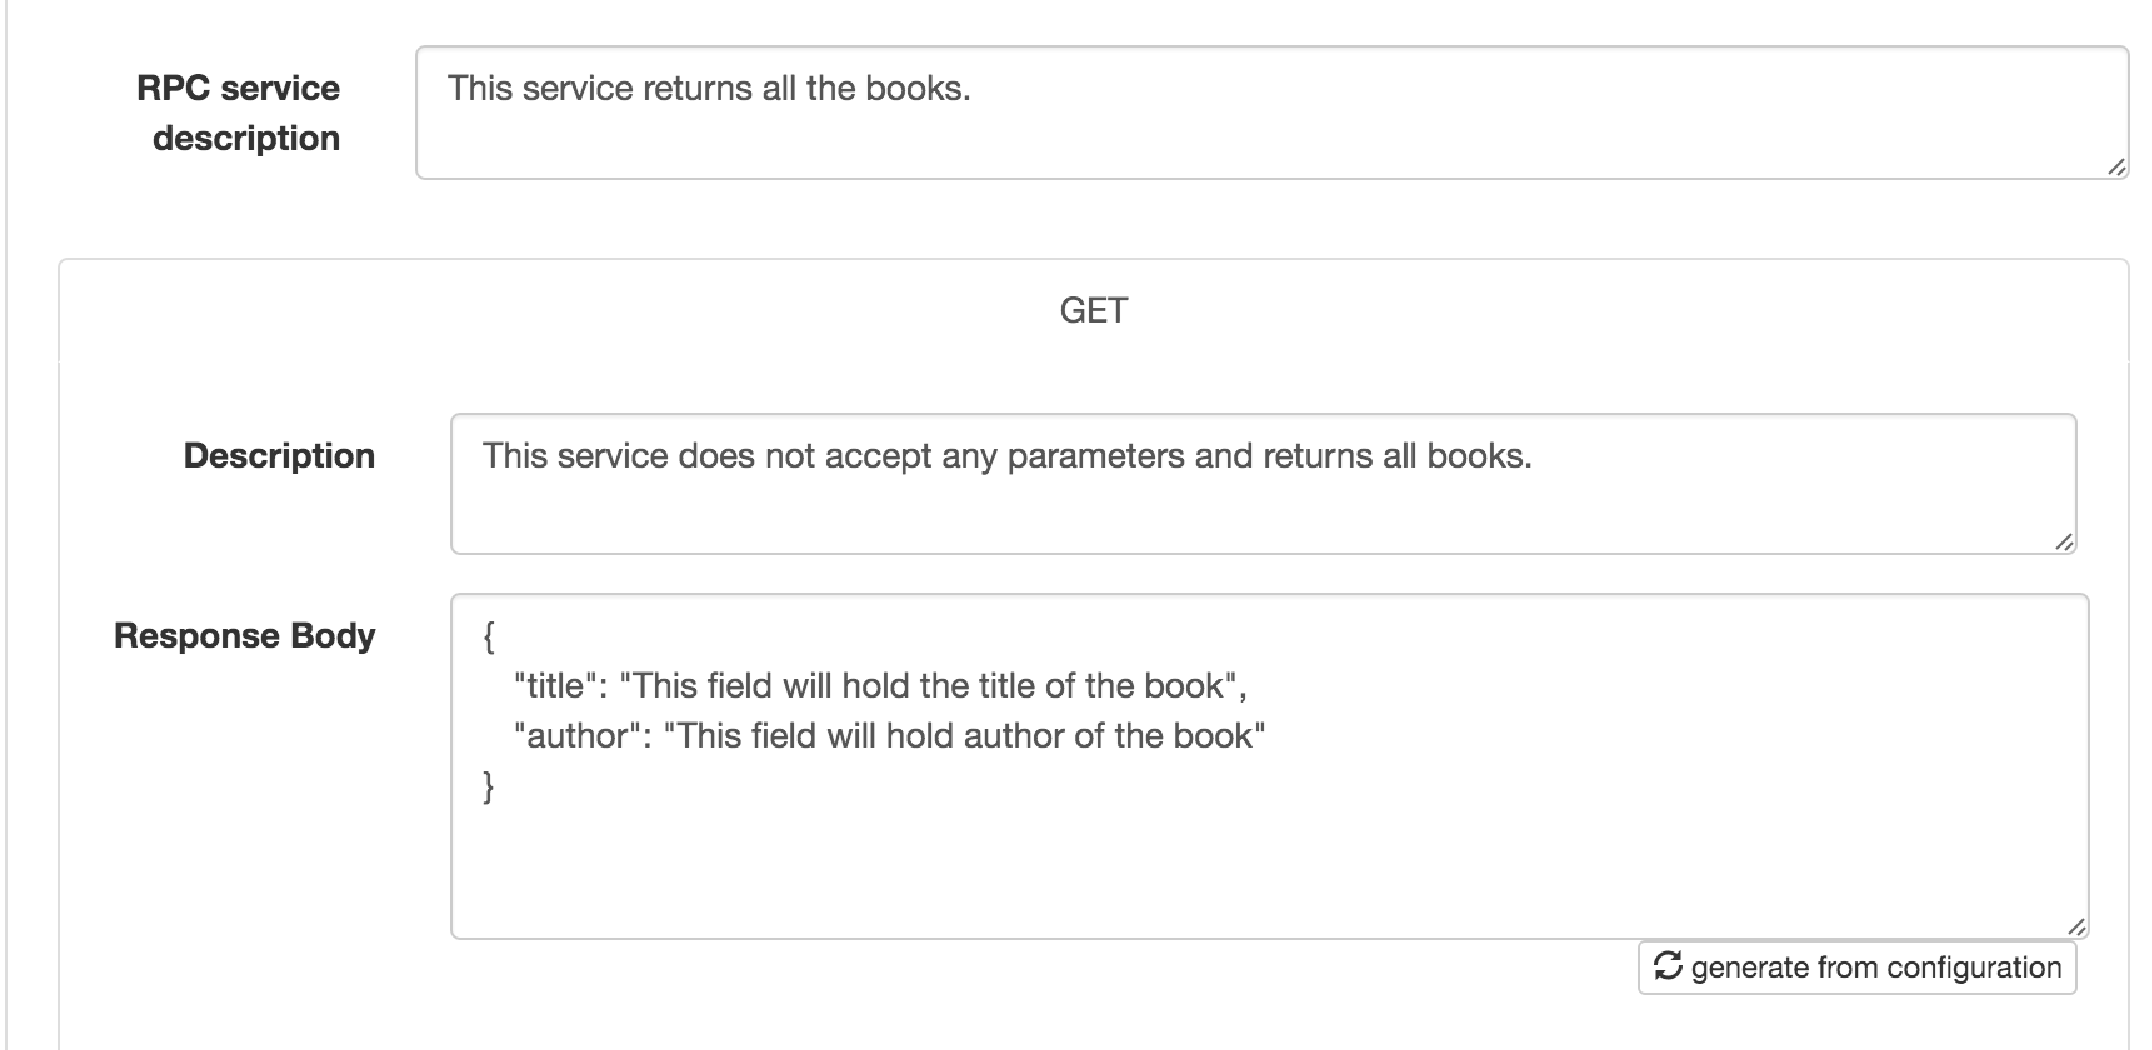 RPC service
description
This service returns all the books.
GET
Description
This service does not accept any parameters and returns all books.
Response Body
{
"title": "This field will hold the title of the book",
"author": "This field will hold author of the book"
}
generate from configuration